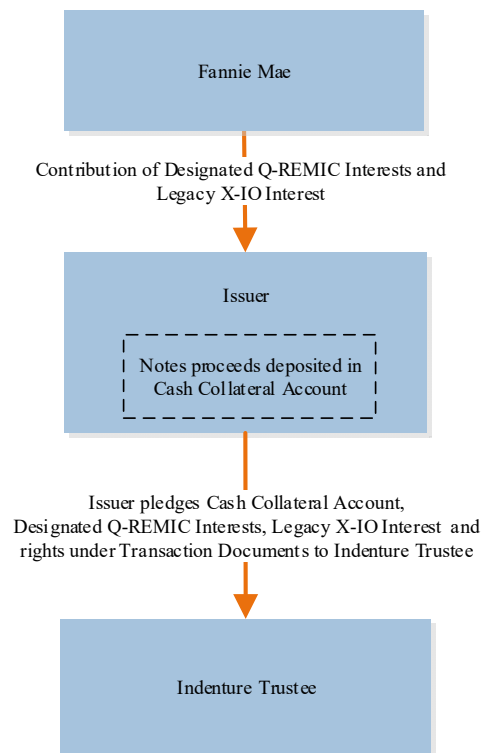 Fannie Mae
Contribution of Designated Q-REMIC Interests and
Legacy X-IO Interest
Issuer
Notes proceeds deposited in
Cash Collateral Account
Issuer pledges Cash Collateral Account,
Designated Q-REMIC Interests, Legacy X-IO Interest and
rights under Transaction Documents to Indenture Trustee
Indenture Trustee